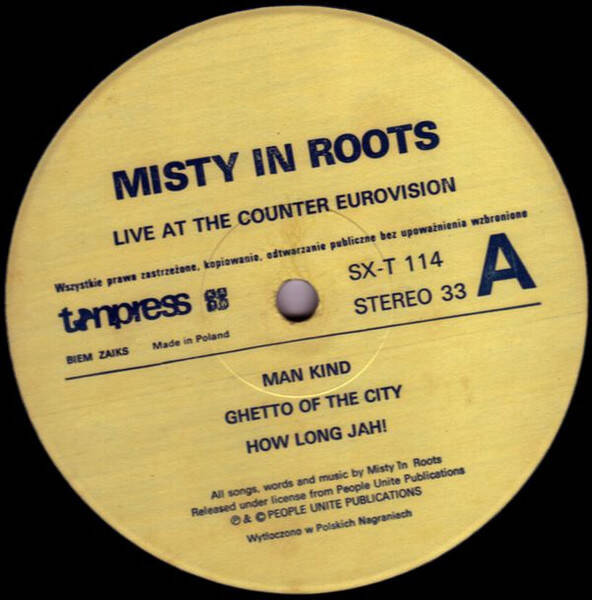 MISTY IN ROOTS
LIVE AT THE COUNTER EUROVISION
Wszystkie prawa zastrzeżone, kopiowanie, odtwarzanie publiczne bez upoważnienia wzbronione
tonpress
SX-T 114
A
STEREO 33
BIEM ZAIKS Made in Poland
MAN KIND
GHETTO OF THE CITY
HOW LONG JAH!
All songs, words and music by Misty In Roots
Released under license from People Unite Publications
℗ & © PEOPLE UNITE PUBLICATIONS
Wytłoczono w Polskich Nagraniach